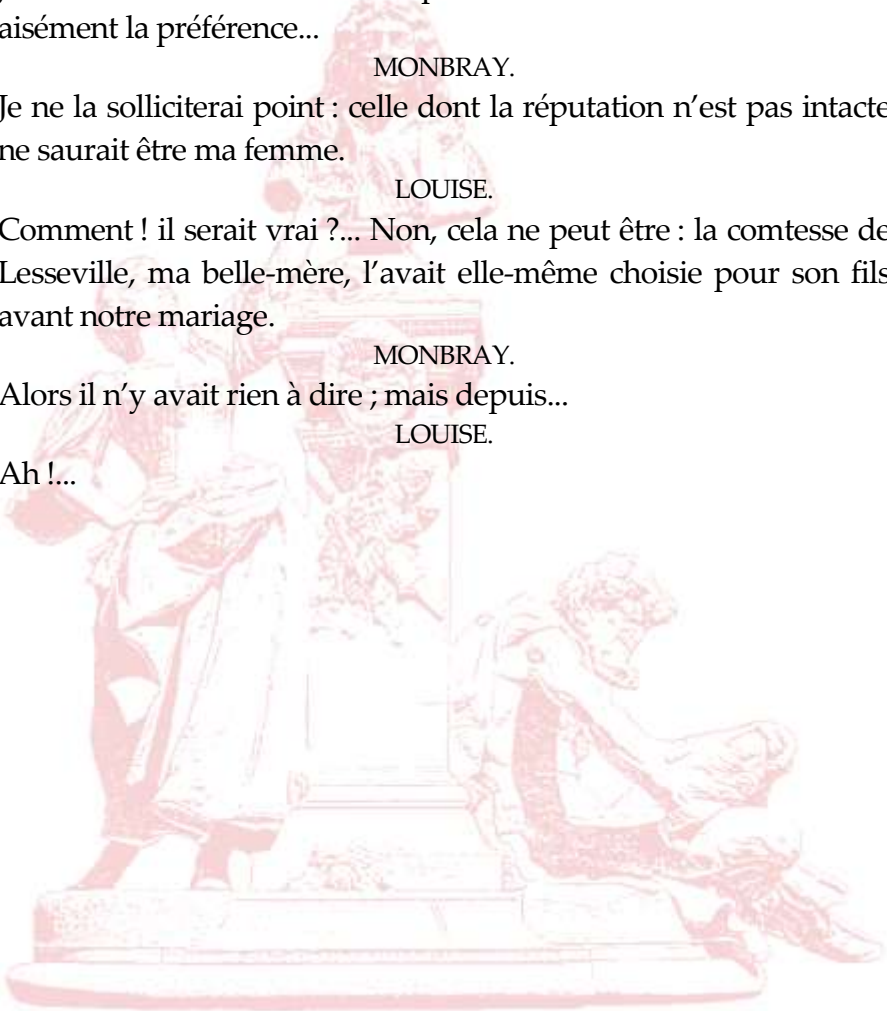 aisément la préférence...
MONBRAY.
Je ne la solliciterai point : celle dont la réputation n’est pas intacte
ne saurait être ma femme.
LOUISE.
Comment ! il serait vrai ?... Non, cela ne peut être : la comtesse de
Lesseville, ma belle-mère, l’avait elle-même choisie pour son fils
avant notre mariage.
MONBRAY.
Alors il n’y avait rien à dire ; mais depuis...
LOUISE.
Ah !...